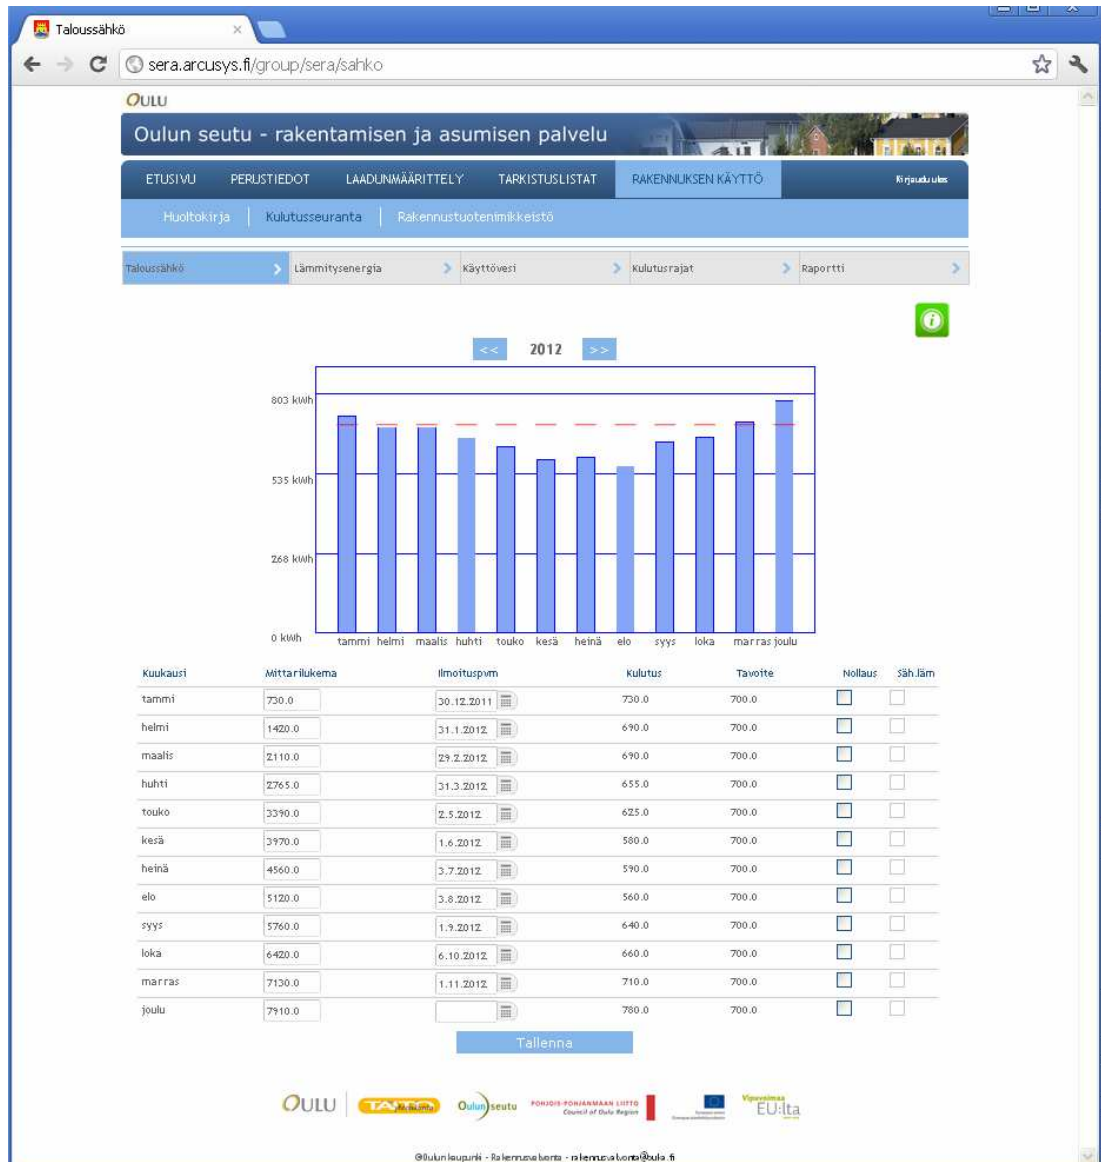 Taloussähkö
sera.arcusys.fi/group/sera/sahko
OULU
Oulun seutu - rakentamisen ja asumisen palvelu
ETUSIVU PERUSTIEDOT LAADUNMÄÄRITTELY TARKISTUSLISTAT RAKENNUKSEN KÄYTTÖ Kirjaudu ulos
Huoltokirja Kulutusseuranta Rakennustuotenimikkeistö
Taloussähkö Lämmitysenergia Käyttövesi Kulutusrajat Raportti
<< 2012 >>
803 kWh
535 kWh
268 kWh
0 kWh
tammi helmi maalis huhti touko kesä heinä elo syys loka marras joulu
Kuukausi Mittarilukema Ilmoituspvm Kulutus Tavoite Nollaus Säh.läm
tammi 730.0 30.12.2011 730.0 700.0
helmi 1420.0 31.1.2012 690.0 700.0
maalis 2110.0 29.2.2012 690.0 700.0
huhti 2765.0 31.3.2012 655.0 700.0
touko 3390.0 2.5.2012 625.0 700.0
kesä 3970.0 1.6.2012 580.0 700.0
heinä 4560.0 3.7.2012 590.0 700.0
elo 5120.0 3.8.2012 560.0 700.0
syys 5760.0 1.9.2012 640.0 700.0
loka 6420.0 6.10.2012 660.0 700.0
marras 7130.0 1.11.2012 710.0 700.0
joulu 7910.0 780.0 700.0
Tallenna
OULU TAITO Oulun seutu POHJOIS-POHJANMAAN LIITTO
Council of Oulu Region
Vipuvoimaa
EU:lta
©Oulun kaupunki - Rakennusvalvonta - rakennusvalvonta@ouka.fi